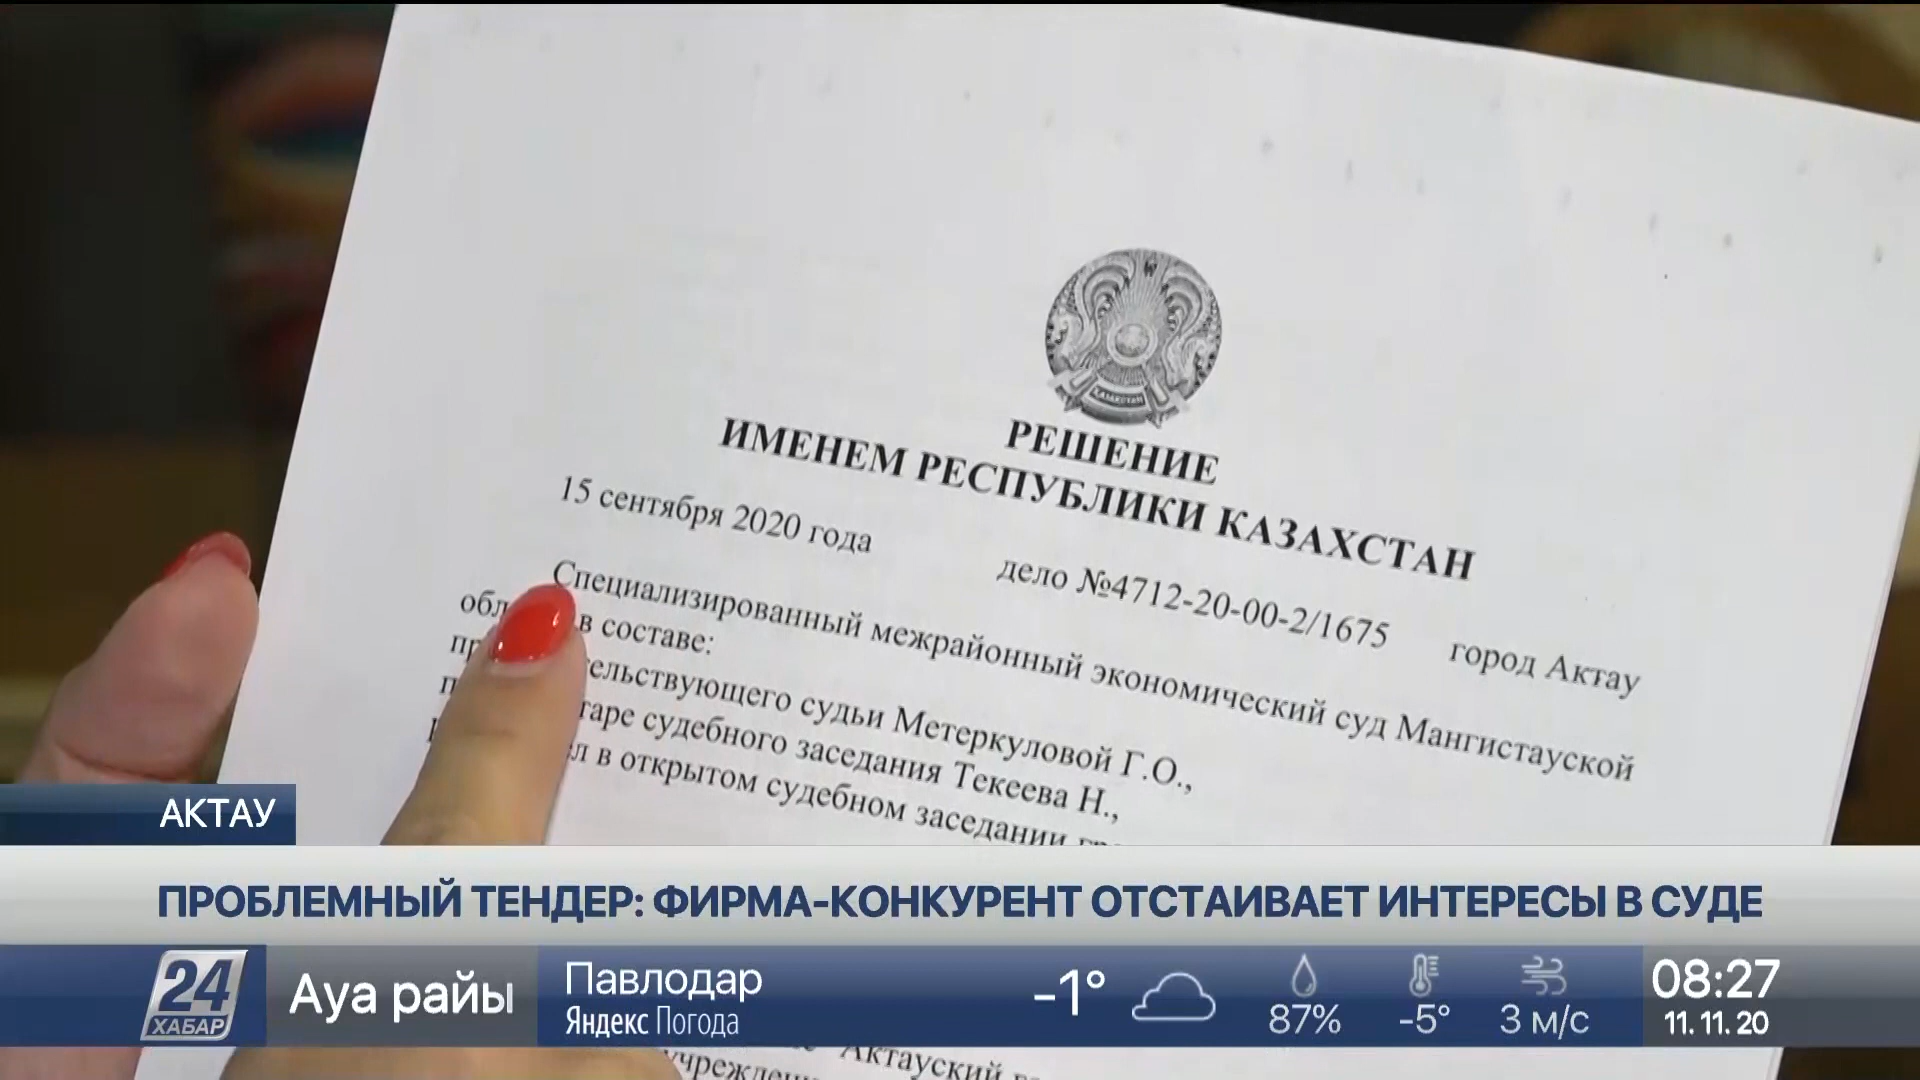 КАЗАХСТАН
РЕШЕНИЕ
ИМЕНЕМ РЕСПУБЛИКИ КАЗАХСТАН
15 сентября 2020 года дело №4712-20-00-2/1675 город Актау
Специализированный межрайонный экономический суд Мангистауской
в составе:
судьи Метеркуловой Г.О.,
судебного заседания Текеева Н.,
в открытом судебном заседании
АКТАУ
ПРОБЛЕМНЫЙ ТЕНДЕР: ФИРМА-КОНКУРЕНТ ОТСТАИВАЕТ ИНТЕРЕСЫ В СУДЕ
24 ХАБАР
Ауа райы
Павлодар
Яндекс Погода
-1°
87%
-5°
3 м/с
08:27
11.11.20
Актауский